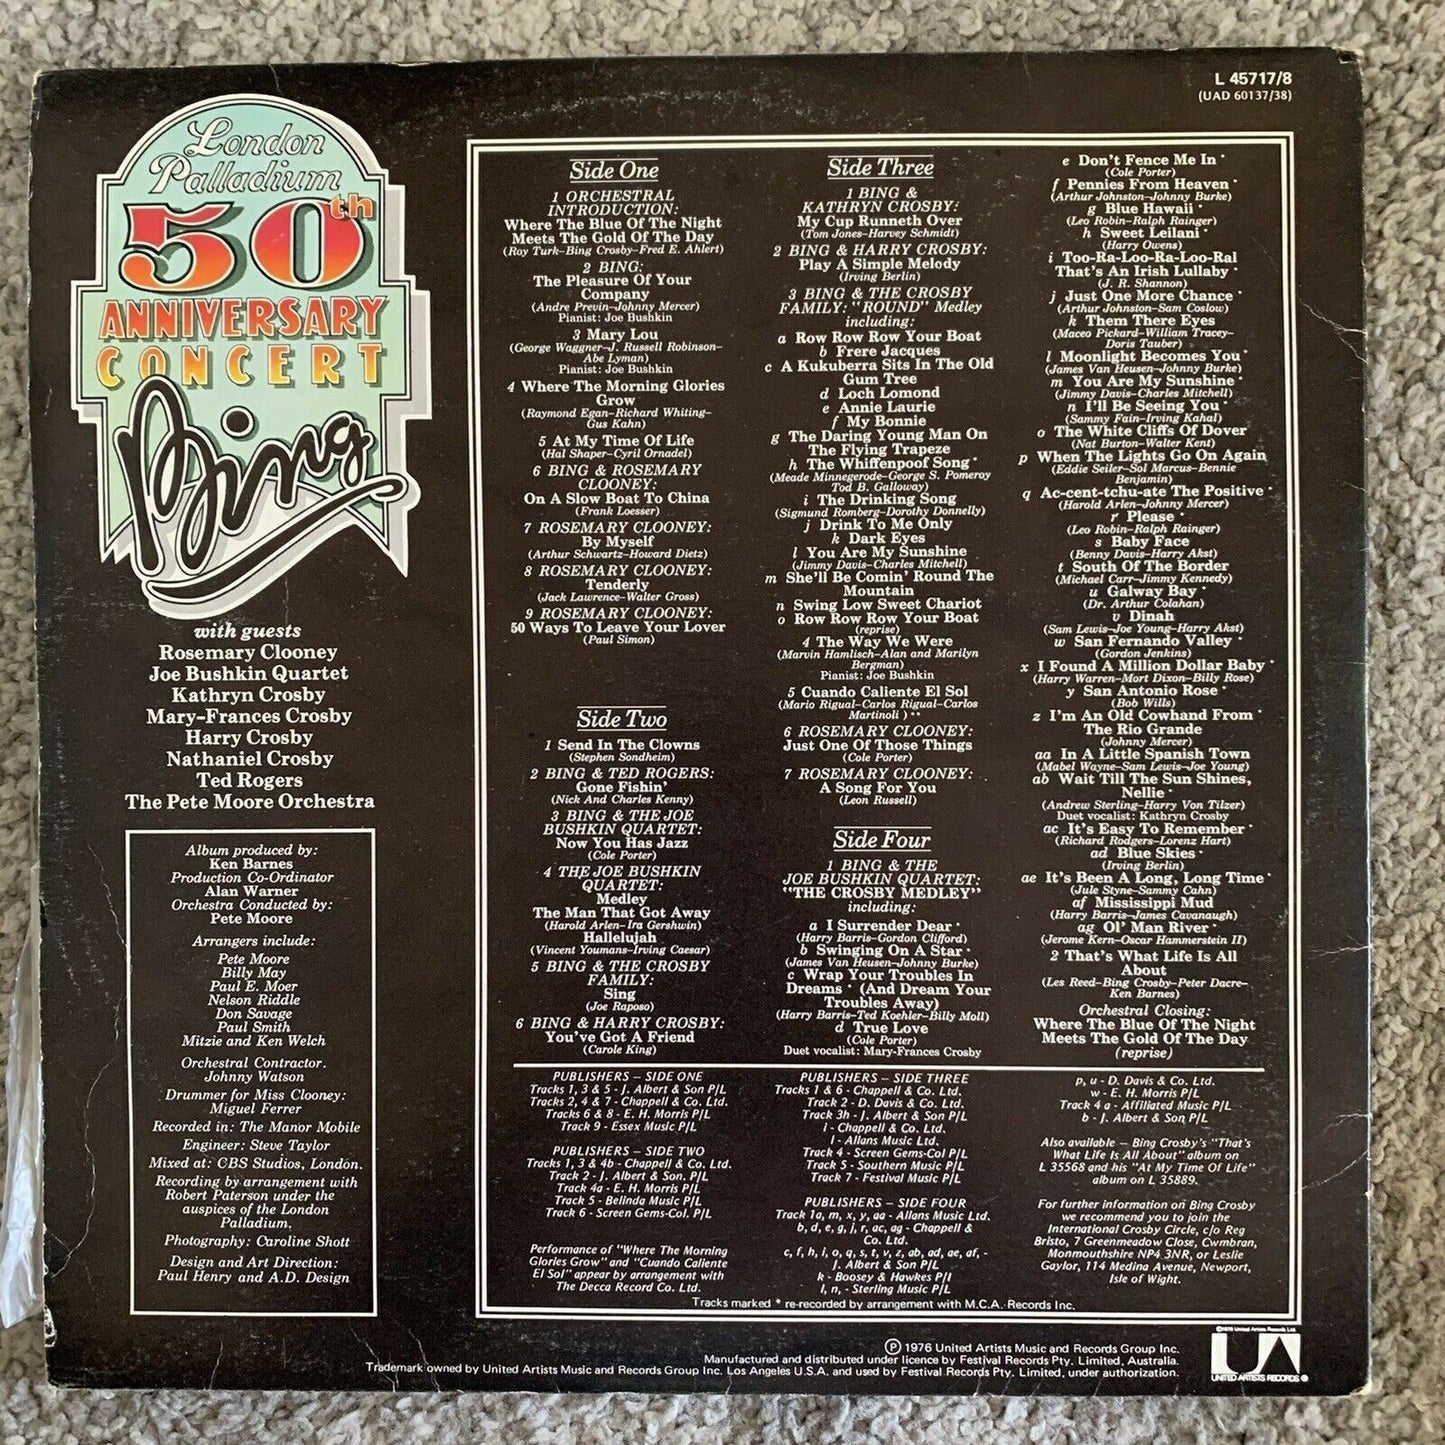 L 45717/8
(UAD 60137/38)
London
Palladium
50th
ANNIVERSARY
CONCERT
Bing
with guests
Rosemary Clooney
Joe Bushkin Quartet
Kathryn Crosby
Mary-Frances Crosby
Harry Crosby
Nathaniel Crosby
Ted Rogers
The Pete Moore Orchestra
Album produced by:
Ken Barnes
Production Co-Ordinator
Alan Warner
Orchestra Conducted by:
Pete Moore
Arrangers include:
Pete Moore
Billy May
Paul E. Moer
Nelson Riddle
Don Savage
Paul Smith
Mitzie and Ken Welch
Orchestral Contractor.
Johnny Watson
Drummer for Miss Clooney:
Miguel Ferrer
Recorded in: The Manor Mobile
Engineer: Steve Taylor
Mixed at: CBS Studios, London.
Recording by arrangement with
Robert Paterson under the
auspices of the London
Palladium.
Photography: Caroline Shott
Design and Art Direction:
Paul Henry and A.D. Design
Side One
1 ORCHESTRAL
INTRODUCTION:
Where The Blue Of The Night
Meets The Gold Of The Day
(Roy Turk-Bing Crosby-Fred E. Ahlert)
2 BING:
The Pleasure Of Your
Company
(Andre Previn-Johnny Mercer)
Pianist: Joe Bushkin
3 Mary Lou
(George Waggner-J. Russell Robinson-
Abe Lyman)
Pianist: Joe Bushkin
4 Where The Morning Glories
Grow
(Raymond Egan-Richard Whiting-
Gus Kahn)
5 At My Time Of Life
(Hal Shaper-Cyril Ornadel)
6 BING & ROSEMARY
CLOONEY:
On A Slow Boat To China
(Frank Loesser)
7 ROSEMARY CLOONEY:
By Myself
(Arthur Schwartz-Howard Dietz)
8 ROSEMARY CLOONEY:
Tenderly
(Jack Lawrence-Walter Gross)
9 ROSEMARY CLOONEY:
50 Ways To Leave Your Lover
(Paul Simon)
Side Two
1 Send In The Clowns
(Stephen Sondheim)
2 BING & TED ROGERS:
Gone Fishin'
(Nick And Charles Kenny)
3 BING & THE JOE
BUSHKIN QUARTET:
Now You Has Jazz
(Cole Porter)
4 THE JOE BUSHKIN
QUARTET:
Medley
The Man That Got Away
(Harold Arlen-Ira Gershwin)
Hallelujah
(Vincent Youmans-Irving Caesar)
5 BING & THE CROSBY
FAMILY:
Sing
(Joe Raposo)
6 BING & HARRY CROSBY:
You've Got A Friend
(Carole King)
Side Three
1 BING &
KATHRYN CROSBY:
My Cup Runneth Over
(Tom Jones-Harvey Schmidt)
2 BING & HARRY CROSBY:
Play A Simple Melody
(Irving Berlin)
3 BING & THE CROSBY
FAMILY: "ROUND" Medley
including:
a Row Row Row Your Boat
b Frere Jacques
c A Kukuberra Sits In The Old
Gum Tree
d Loch Lomond
e Annie Laurie
f My Bonnie
g The Daring Young Man On
The Flying Trapeze
h The Whiffenpoof Song *
(Meade Minnegerode-George S. Pomeroy
Tod B. Galloway)
i The Drinking Song
(Sigmund Romberg-Dorothy Donnelly)
j Drink To Me Only
k Dark Eyes
l You Are My Sunshine
(Jimmy Davis-Charles Mitchell)
m She'll Be Comin' Round The
Mountain
n Swing Low Sweet Chariot
o Row Row Row Your Boat
(reprise)
4 The Way We Were
(Marvin Hamlisch-Alan and Marilyn
Bergman)
Pianist: Joe Bushkin
5 Cuando Caliente El Sol
(Mario Rigual-Carlos Rigual-Carlos
Martinoli ) **
6 ROSEMARY CLOONEY:
Just One Of Those Things
(Cole Porter)
7 ROSEMARY CLOONEY:
A Song For You
(Leon Russell)
Side Four
1 BING & THE
JOE BUSHKIN QUARTET:
"THE CROSBY MEDLEY"
including:
a I Surrender Dear *
(Harry Barris-Gordon Clifford)
b Swinging On A Star *
(James Van Heusen-Johnny Burke)
c Wrap Your Troubles In
Dreams * (And Dream Your
Troubles Away)
(Harry Barris-Ted Koehler-Billy Moll)
d True Love
(Cole Porter)
Duet vocalist: Mary-Frances Crosby
e Don't Fence Me In *
(Cole Porter)
f Pennies From Heaven *
(Arthur Johnston-Johnny Burke)
g Blue Hawaii *
(Leo Robin-Ralph Rainger)
h Sweet Leilani *
(Harry Owens)
i Too-Ra-Loo-Ra-Loo-Ral
That's An Irish Lullaby *
(J. R. Shannon)
j Just One More Chance *
(Arthur Johnston-Sam Coslow)
k Them There Eyes
(Maceo Pickard-William Tracey-
Doris Tauber)
l Moonlight Becomes You *
(James Van Heusen-Johnny Burke)
m You Are My Sunshine *
(Jimmy Davis-Charles Mitchell)
n I'll Be Seeing You *
(Sammy Fain-Irving Kahal)
o The White Cliffs Of Dover
(Nat Burton-Walter Kent)
p When The Lights Go On Again
(Eddie Seiler-Sol Marcus-Bennie
Benjamin)
q Ac-cent-tchu-ate The Positive *
(Harold Arlen-Johnny Mercer)
r Please *
(Leo Robin-Ralph Rainger)
s Baby Face
(Benny Davis-Harry Akst)
t South Of The Border
(Michael Carr-Jimmy Kennedy)
u Galway Bay *
(Dr. Arthur Colahan)
v Dinah
(Sam Lewis-Joe Young-Harry Akst)
w San Fernando Valley *
(Gordon Jenkins)
x I Found A Million Dollar Baby *
(Harry Warren-Mort Dixon-Billy Rose)
y San Antonio Rose *
(Bob Wills)
z I'm An Old Cowhand From *
The Rio Grande
(Johnny Mercer)
aa In A Little Spanish Town
(Mabel Wayne-Sam Lewis-Joe Young)
ab Wait Till The Sun Shines,
Nellie *
(Andrew Sterling-Harry Von Tilzer)
Duet vocalist: Kathryn Crosby
ac It's Easy To Remember *
(Richard Rodgers-Lorenz Hart)
ad Blue Skies *
(Irving Berlin)
ae It's Been A Long, Long Time *
(Jule Styne-Sammy Cahn)
af Mississippi Mud
(Harry Barris-James Cavanaugh)
ag Ol' Man River *
(Jerome Kern-Oscar Hammerstein II)
2 That's What Life Is All
About
(Les Reed-Bing Crosby-Peter Dacre-
Ken Barnes)
Orchestral Closing:
Where The Blue Of The Night
Meets The Gold Of The Day
(reprise)
PUBLISHERS – SIDE ONE
Tracks 1, 3 & 5 - J. Albert & Son P/L
Tracks 2, 4 & 7 - Chappell & Co. Ltd.
Tracks 6 & 8 - E. H. Morris P/L
Track 9 - Essex Music P/L
PUBLISHERS – SIDE TWO
Tracks 1, 3 & 4b - Chappell & Co. Ltd.
Track 2 - J. Albert & Son. P/L
Track 4a - E. H. Morris P/L
Track 5 - Belinda Music P/L
Track 6 - Screen Gems-Col. P/L
Performance of "Where The Morning
Glories Grow" and "Cuando Caliente
El Sol" appear by arrangement with
The Decca Record Co. Ltd.
PUBLISHERS – SIDE THREE
Tracks 1 & 6 - Chappell & Co. Ltd.
Track 2 - D. Davis & Co. Ltd.
Track 3h - J. Albert & Son P/L
i - Chappell & Co. Ltd.
l - Allans Music Ltd.
Track 4 - Screen Gems-Col P/L
Track 5 - Southern Music P/L
Track 7 - Festival Music P/L
PUBLISHERS – SIDE FOUR
Track 1a, m, x, y, aa - Allans Music Ltd.
b, d, e, g, j, r, ac, ag - Chappell &
Co. Ltd.
c, f, h, i, o, q, s, t, v, z, ab, ad, ae, af, -
J. Albert & Son P/L
k - Boosey & Hawkes P/L
l, n, - Sterling Music P/L
p, u - D. Davis & Co. Ltd.
w - E. H. Morris P/L
Track 4 a - Affiliated Music P/L
b - J. Albert & Son P/L
Also available – Bing Crosby's "That's
What Life Is All About" album on
L 35568 and his "At My Time Of Life"
album on L 35889.
For further information on Bing Crosby
we recommend you to join the
International Crosby Circle, c/o Reg
Bristo, 7 Greenmeadow Close, Cwmbran,
Monmouthshire NP4 3NR, or Leslie
Gaylor, 114 Medina Avenue, Newport,
Isle of Wight.
Tracks marked * re-recorded by arrangement with M.C.A. Records Inc.
Ⓟ 1976 United Artists Music and Records Group Inc.
Manufactured and distributed under licence by Festival Records Pty. Limited, Australia.
Trademark owned by United Artists Music and Records Group Inc. Los Angeles U.S.A. and used by Festival Records Pty. Limited, under authorization.
©1976 United Artists Records Ltd.
UA
UNITED ARTISTS RECORDS ®